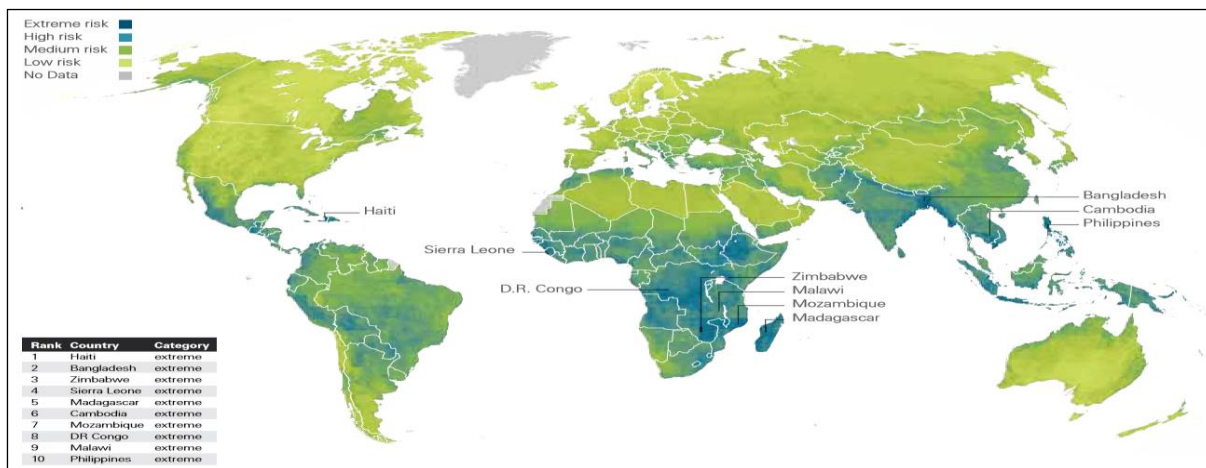 Extreme risk
High risk
Medium risk
Low risk
No Data
Haiti
Sierra Leone
D.R. Congo
Bangladesh
Cambodia
Philippines
Zimbabwe
Malawi
Mozambique
Madagascar
Rank Country Category
1 Haiti extreme
2 Bangladesh extreme
3 Zimbabwe extreme
4 Sierra Leone extreme
5 Madagascar extreme
6 Cambodia extreme
7 Mozambique extreme
8 DR Congo extreme
9 Malawi extreme
10 Philippines extreme